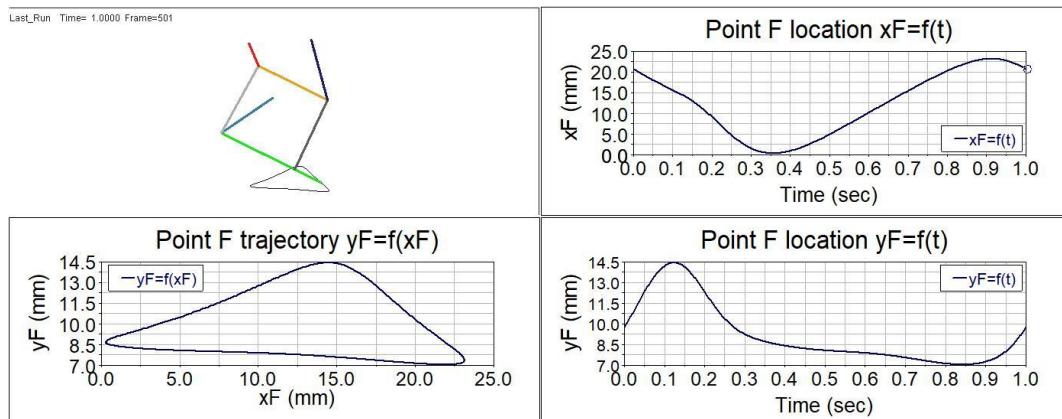 Last_Run Time= 1.0000 Frame=501
Point F location xF=f(t)
25.0
20.0
15.0
10.0
5.0
0.0
xF (mm)
xF=f(t)
0.0 0.1 0.2 0.3 0.4 0.5 0.6 0.7 0.8 0.9 1.0
Time (sec)
Point F trajectory yF=f(xF)
14.5
13.0
11.5
10.0
8.5
7.0
yF (mm)
yF=f(xF)
0.0 5.0 10.0 15.0 20.0 25.0
xF (mm)
Point F location yF=f(t)
14.5
13.0
11.5
10.0
8.5
7.0
yF (mm)
yF=f(t)
0.0 0.1 0.2 0.3 0.4 0.5 0.6 0.7 0.8 0.9 1.0
Time (sec)